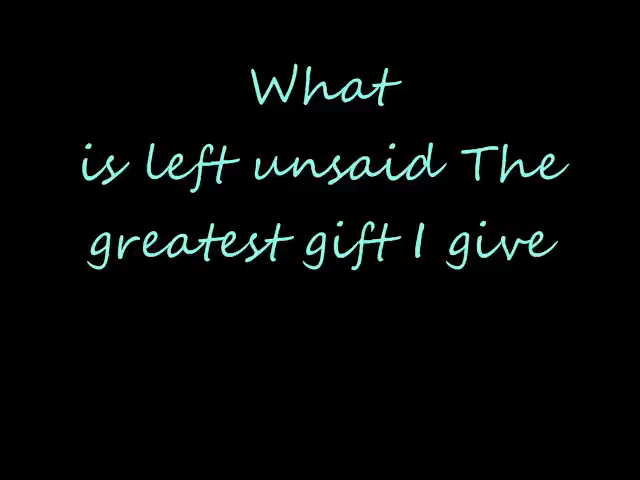 What
is left unsaid The
greatest gift I give